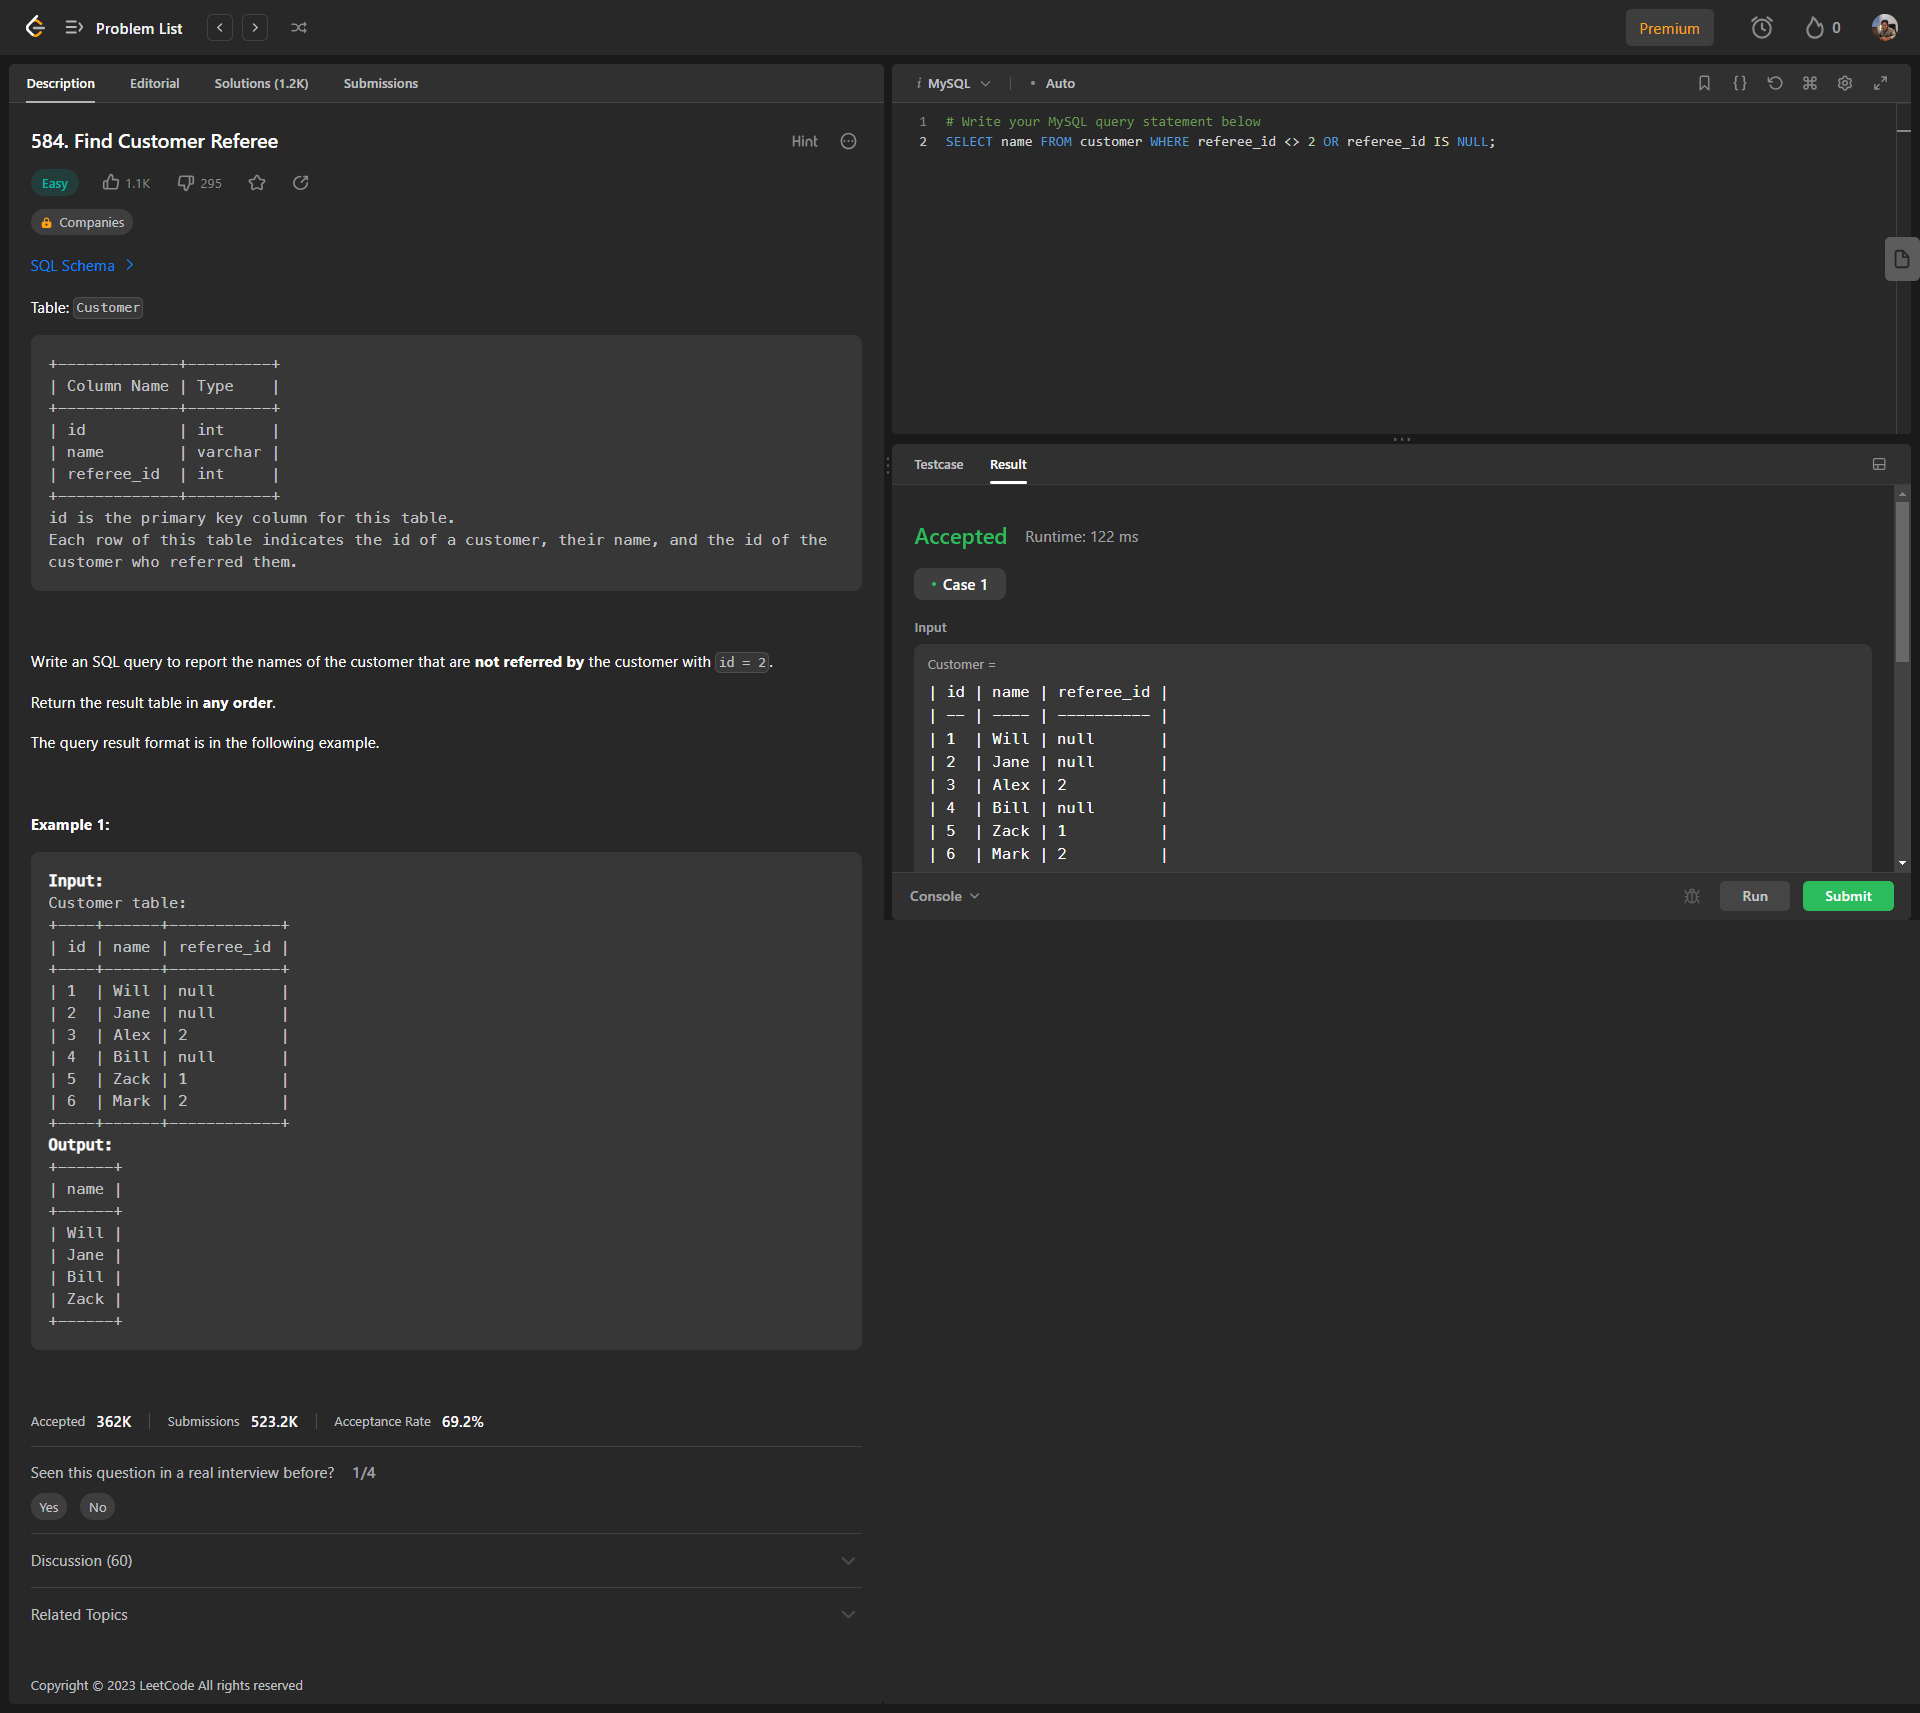 Problem List
Premium
0
Description Editorial Solutions (1.2K) Submissions
584. Find Customer Referee
Hint
Easy 1.1K 295
Companies
SQL Schema
Table: Customer
+-------------+---------+
| Column Name | Type    |
+-------------+---------+
| id          | int     |
| name        | varchar |
| referee_id  | int     |
+-------------+---------+
id is the primary key column for this table.
Each row of this table indicates the id of a customer, their name, and the id of the
customer who referred them.
Write an SQL query to report the names of the customer that are not referred by the customer with id = 2.
Return the result table in any order.
The query result format is in the following example.
Example 1:
Input:
Customer table:
+----+------+------------+
| id | name | referee_id |
+----+------+------------+
| 1  | Will | null       |
| 2  | Jane | null       |
| 3  | Alex | 2          |
| 4  | Bill | null       |
| 5  | Zack | 1          |
| 6  | Mark | 2          |
+----+------+------------+
Output:
+------+
| name |
+------+
| Will |
| Jane |
| Bill |
| Zack |
+------+
Accepted 362K Submissions 523.2K Acceptance Rate 69.2%
Seen this question in a real interview before? 1/4
Yes No
Discussion (60)
Related Topics
Copyright © 2023 LeetCode All rights reserved
i MySQL • Auto
{}
1 # Write your MySQL query statement below
2 SELECT name FROM customer WHERE referee_id <> 2 OR referee_id IS NULL;
Testcase Result
Accepted Runtime: 122 ms
• Case 1
Input
Customer =
| id | name | referee_id |
| -- | ---- | ---------- |
| 1  | Will | null       |
| 2  | Jane | null       |
| 3  | Alex | 2          |
| 4  | Bill | null       |
| 5  | Zack | 1          |
| 6  | Mark | 2          |
Console Run Submit